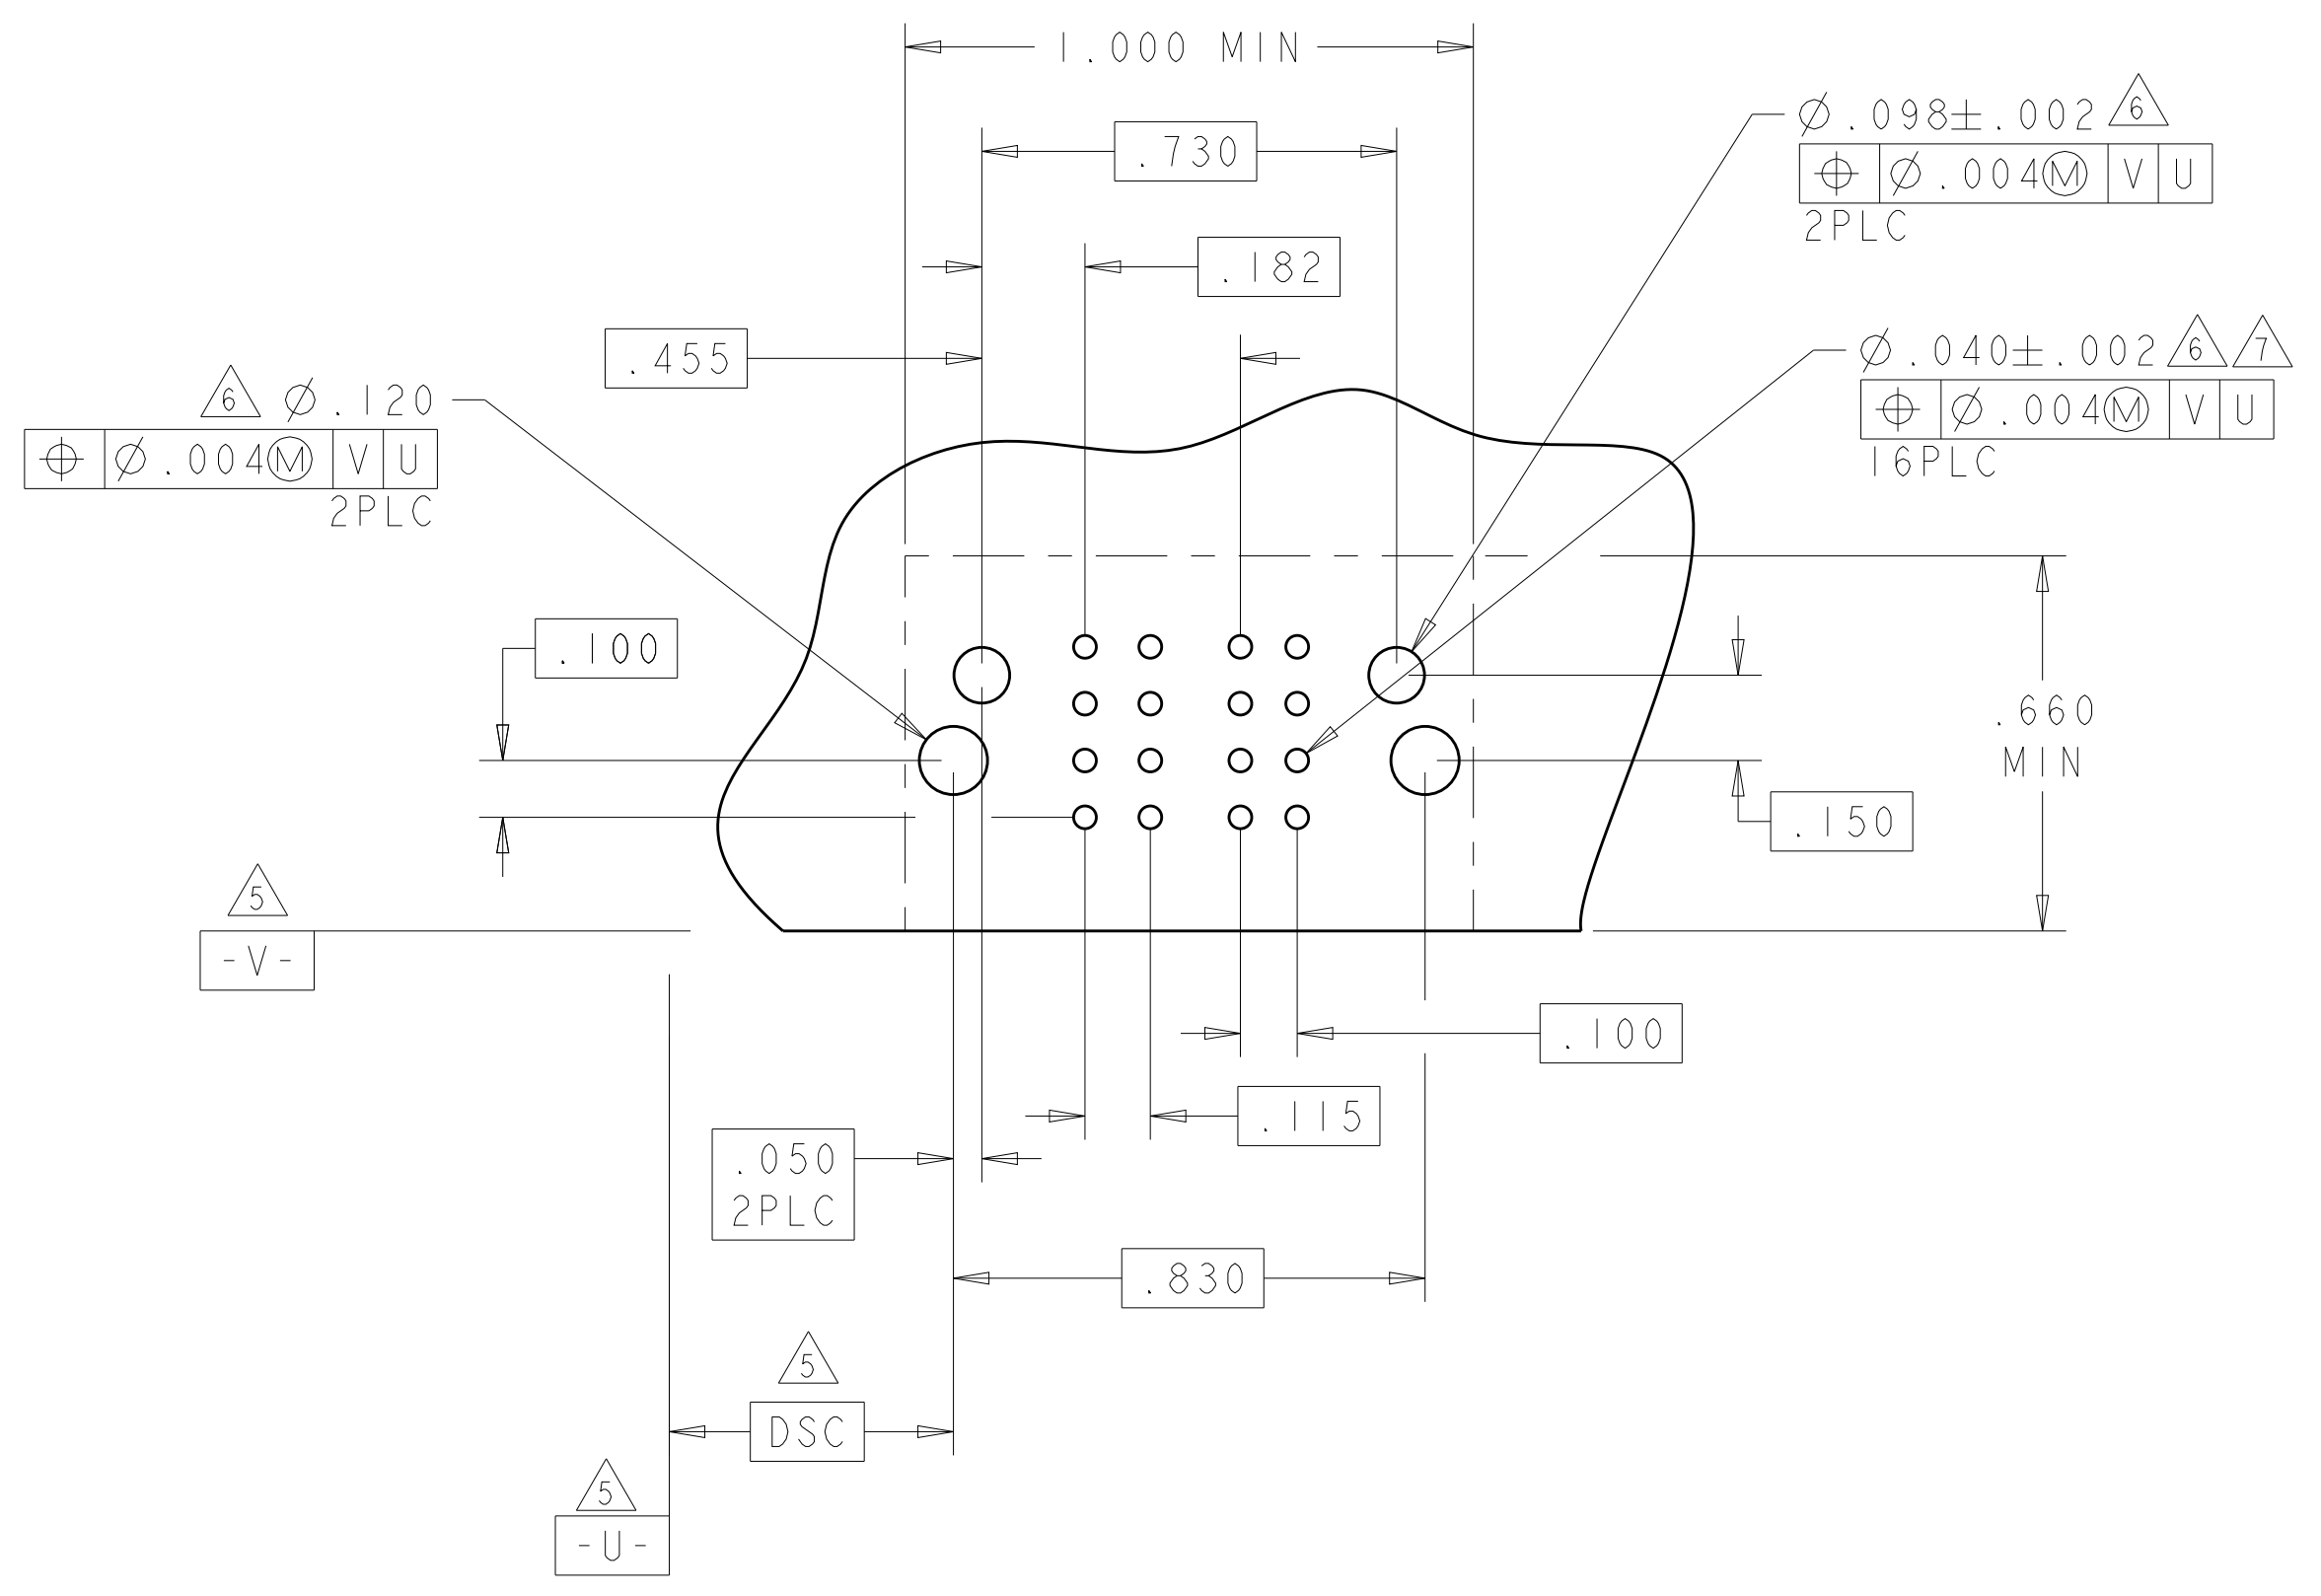 1.000 MIN
.730
Ø.098±.002 6
⌖ Ø.004Ⓜ V U
2PLC
.182
.455
Ø.040±.002 6 7
⌖ Ø.004Ⓜ V U
16PLC
6 Ø.120
⌖ Ø.004Ⓜ V U
2PLC
.100
.660
MIN
.150
5
-V-
.100
.115
.050
2PLC
.830
5
DSC
5
-U-